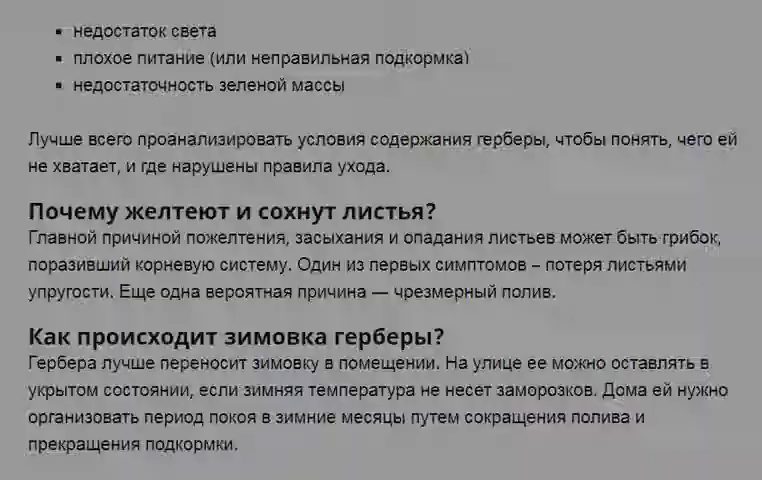 недостаток света
плохое питание (или неправильная подкормка)
недостаточность зеленой массы
Лучше всего проанализировать условия содержания герберы, чтобы понять, чего ей
не хватает, и где нарушены правила ухода.
Почему желтеют и сохнут листья?
Главной причиной пожелтения, засыхания и опадания листьев может быть грибок,
поразивший корневую систему. Один из первых симптомов – потеря листьями
упругости. Еще одна вероятная причина — чрезмерный полив.
Как происходит зимовка герберы?
Гербера лучше переносит зимовку в помещении. На улице ее можно оставлять в
укрытом состоянии, если зимняя температура не несет заморозков. Дома ей нужно
организовать период покоя в зимние месяцы путем сокращения полива и
прекращения подкормки.